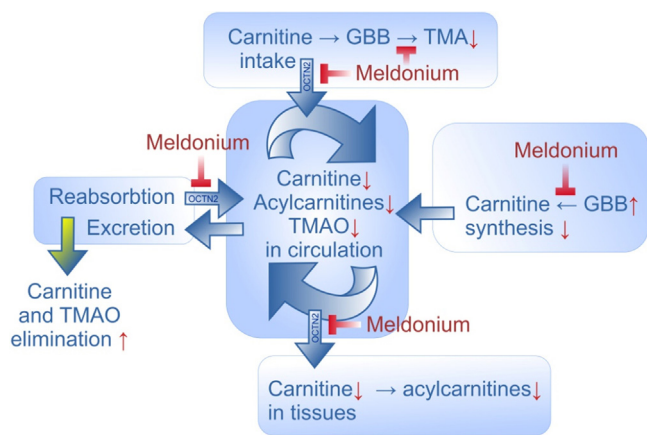 Carnitine → GBB → TMA↓
intake
OCTN2
Meldonium
Meldonium
Reabsorbtion
OCTN2
Excretion
Carnitine
and TMAO
elimination ↑
Carnitine↓
Acylcarnitines↓
TMAO↓
in circulation
Meldonium
Carnitine ← GBB↑
synthesis ↓
OCTN2
Meldonium
Carnitine↓ → acylcarnitines↓
in tissues